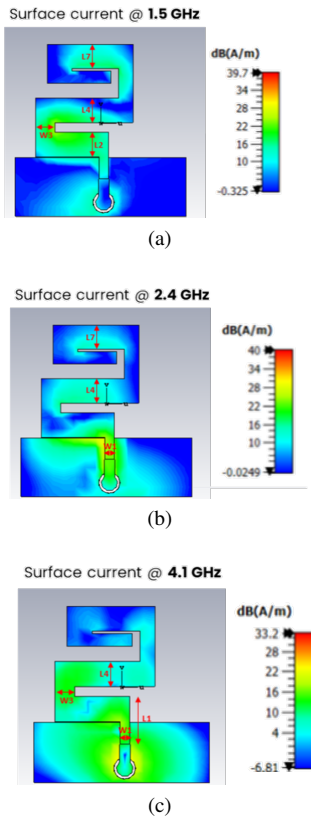 Surface current @ 1.5 GHz
dB(A/m)
39.7
34
28
22
16
10
-0.325
L7
L4
W3
L2
(a)
Surface current @ 2.4 GHz
dB(A/m)
40
34
28
22
16
10
-0.0249
L7
L4
W1
(b)
Surface current @ 4.1 GHz
dB(A/m)
33.2
28
22
16
10
4
-6.81
L4
W3
L1
(c)